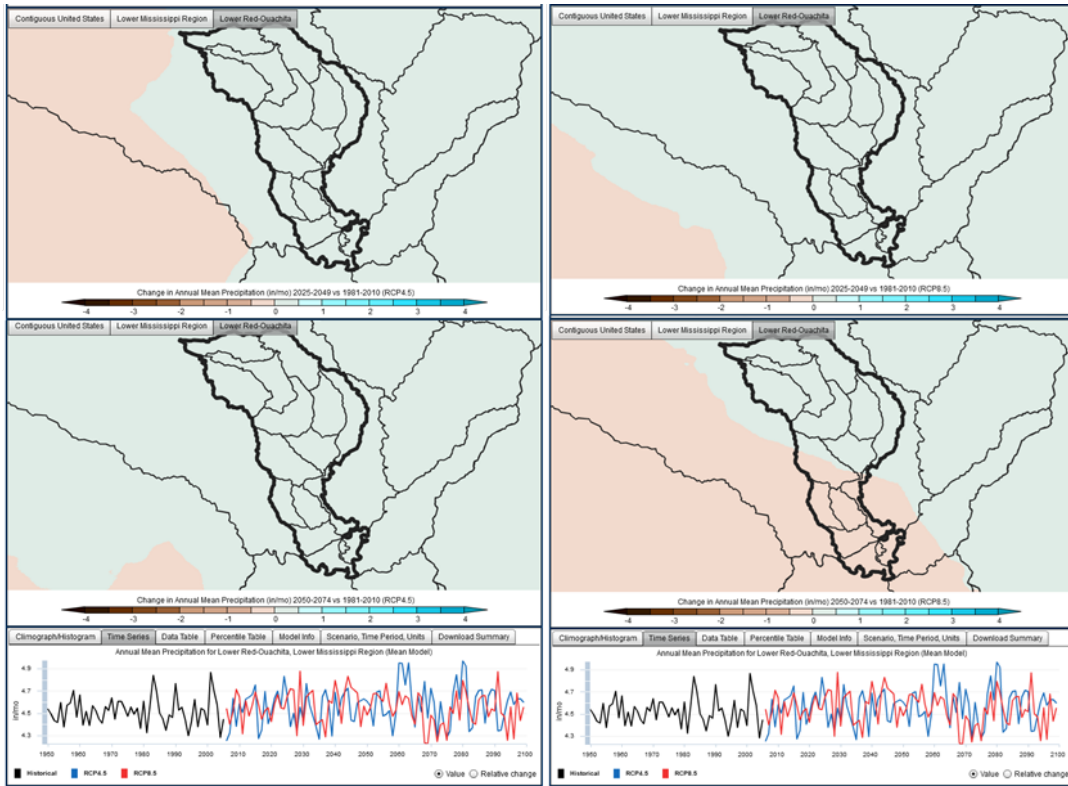 Contiguous United States Lower Mississippi Region Lower Red-Ouachita
Change in Annual Mean Precipitation (in/mo) 2025-2049 vs 1981-2010 (RCP4.5)
-4 -3 -2 -1 0 1 2 3 4
Contiguous United States Lower Mississippi Region Lower Red-Ouachita
Change in Annual Mean Precipitation (in/mo) 2050-2074 vs 1981-2010 (RCP4.5)
-4 -3 -2 -1 0 1 2 3 4
Climograph/Histogram Time Series Data Table Percentile Table Model Info Scenario, Time Period, Units Download Summary
Annual Mean Precipitation for Lower Red-Ouachita, Lower Mississippi Region (Mean Model)
4.9
4.7
4.5
4.3
in/mo
1950 1960 1970 1980 1990 2000 2010 2020 2030 2040 2050 2060 2070 2080 2090 2100
Historical RCP4.5 RCP8.5 Value Relative change
Contiguous United States Lower Mississippi Region Lower Red-Ouachita
Change in Annual Mean Precipitation (in/mo) 2025-2049 vs 1981-2010 (RCP8.5)
-4 -3 -2 -1 0 1 2 3 4
Contiguous United States Lower Mississippi Region Lower Red-Ouachita
Change in Annual Mean Precipitation (in/mo) 2050-2074 vs 1981-2010 (RCP8.5)
-4 -3 -2 -1 0 1 2 3 4
Climograph/Histogram Time Series Data Table Percentile Table Model Info Scenario, Time Period, Units Download Summary
Annual Mean Precipitation for Lower Red-Ouachita, Lower Mississippi Region (Mean Model)
4.9
4.7
4.5
4.3
in/mo
1950 1960 1970 1980 1990 2000 2010 2020 2030 2040 2050 2060 2070 2080 2090 2100
Historical RCP4.5 RCP8.5 Value Relative change